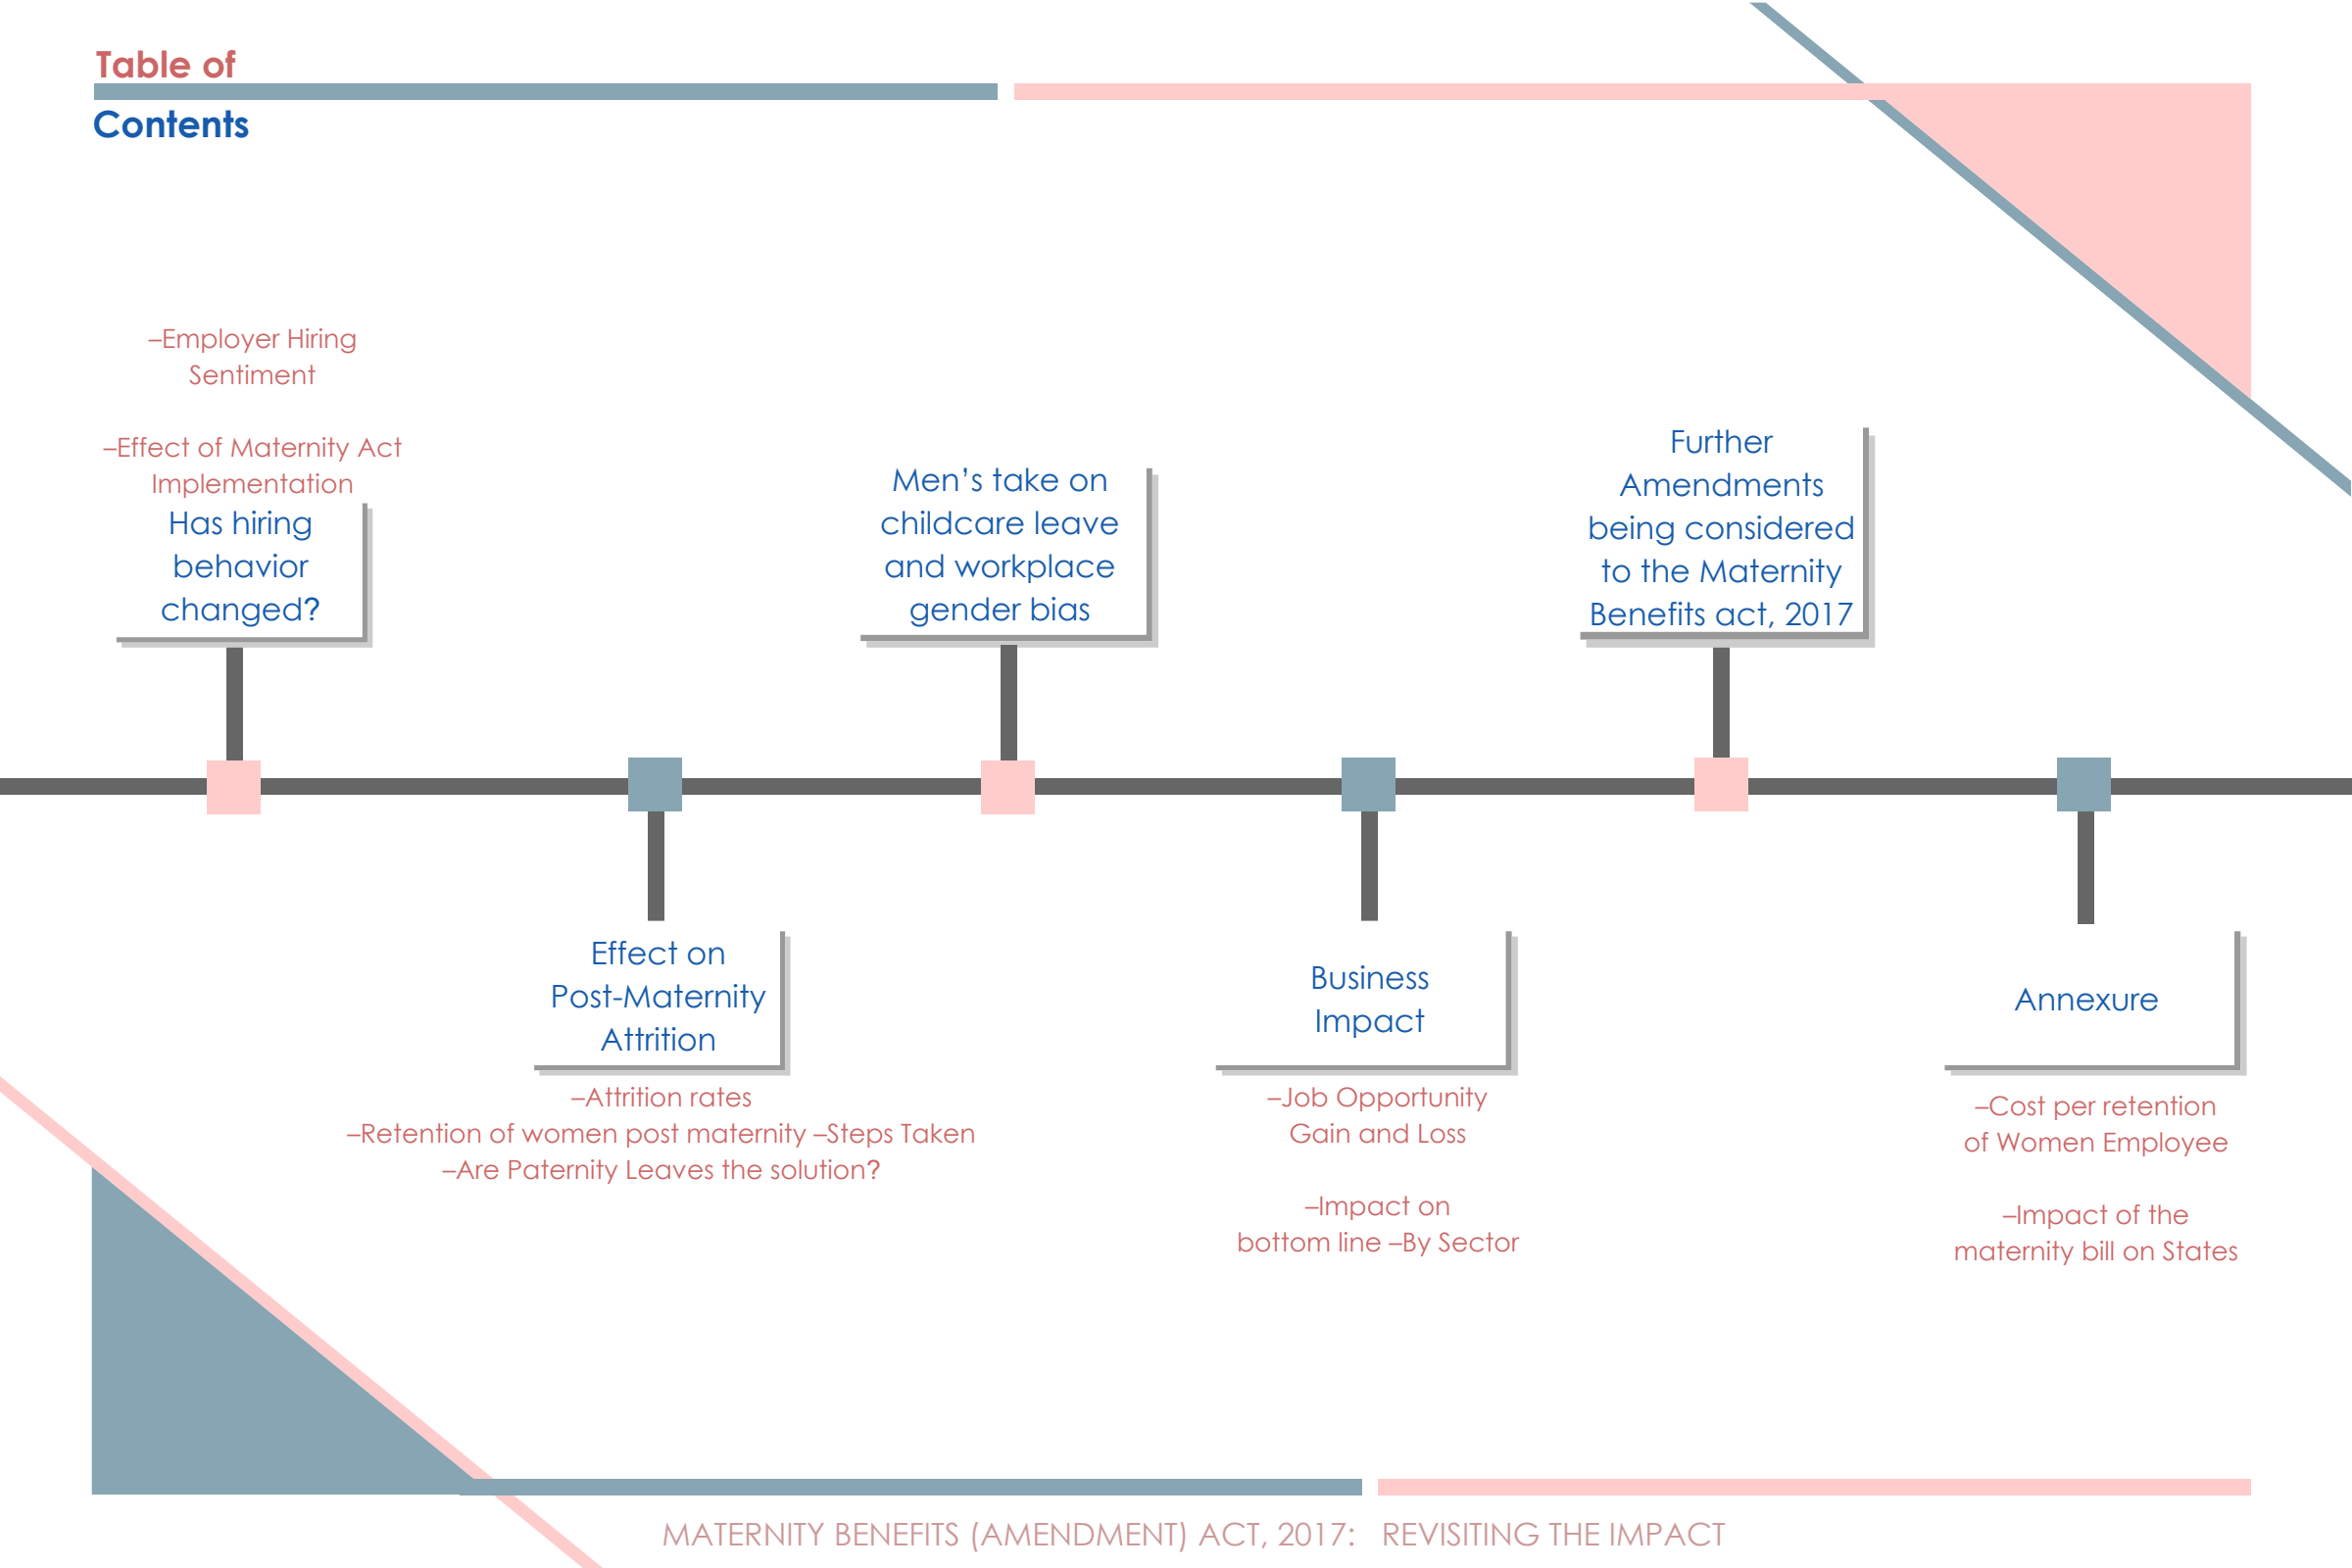 Table of
Contents
–Employer Hiring
Sentiment
–Effect of Maternity Act
Implementation
Has hiring
behavior
changed?
Effect on
Post-Maternity
Attrition
–Attrition rates
–Retention of women post maternity –Steps Taken
–Are Paternity Leaves the solution?
Men’s take on
childcare leave
and workplace
gender bias
Business
Impact
–Job Opportunity
Gain and Loss
–Impact on
bottom line –By Sector
Further
Amendments
being considered
to the Maternity
Benefits act, 2017
Annexure
–Cost per retention
of Women Employee
–Impact of the
maternity bill on States
MATERNITY BENEFITS (AMENDMENT) ACT, 2017: REVISITING THE IMPACT